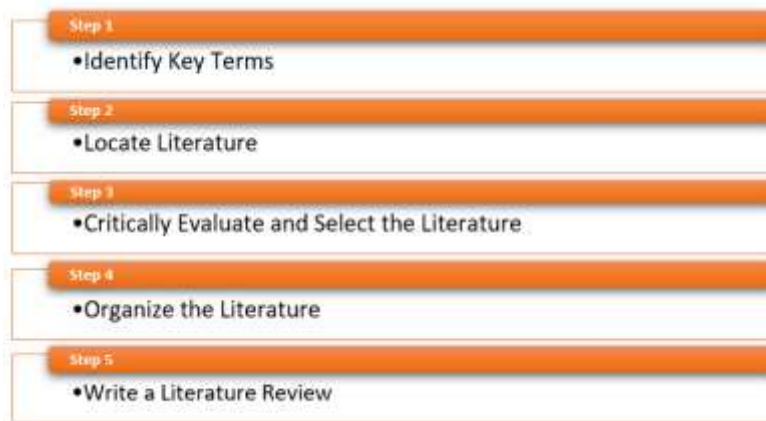 Step 1
•Identify Key Terms
Step 2
•Locate Literature
Step 3
•Critically Evaluate and Select the Literature
Step 4
•Organize the Literature
Step 5
•Write a Literature Review